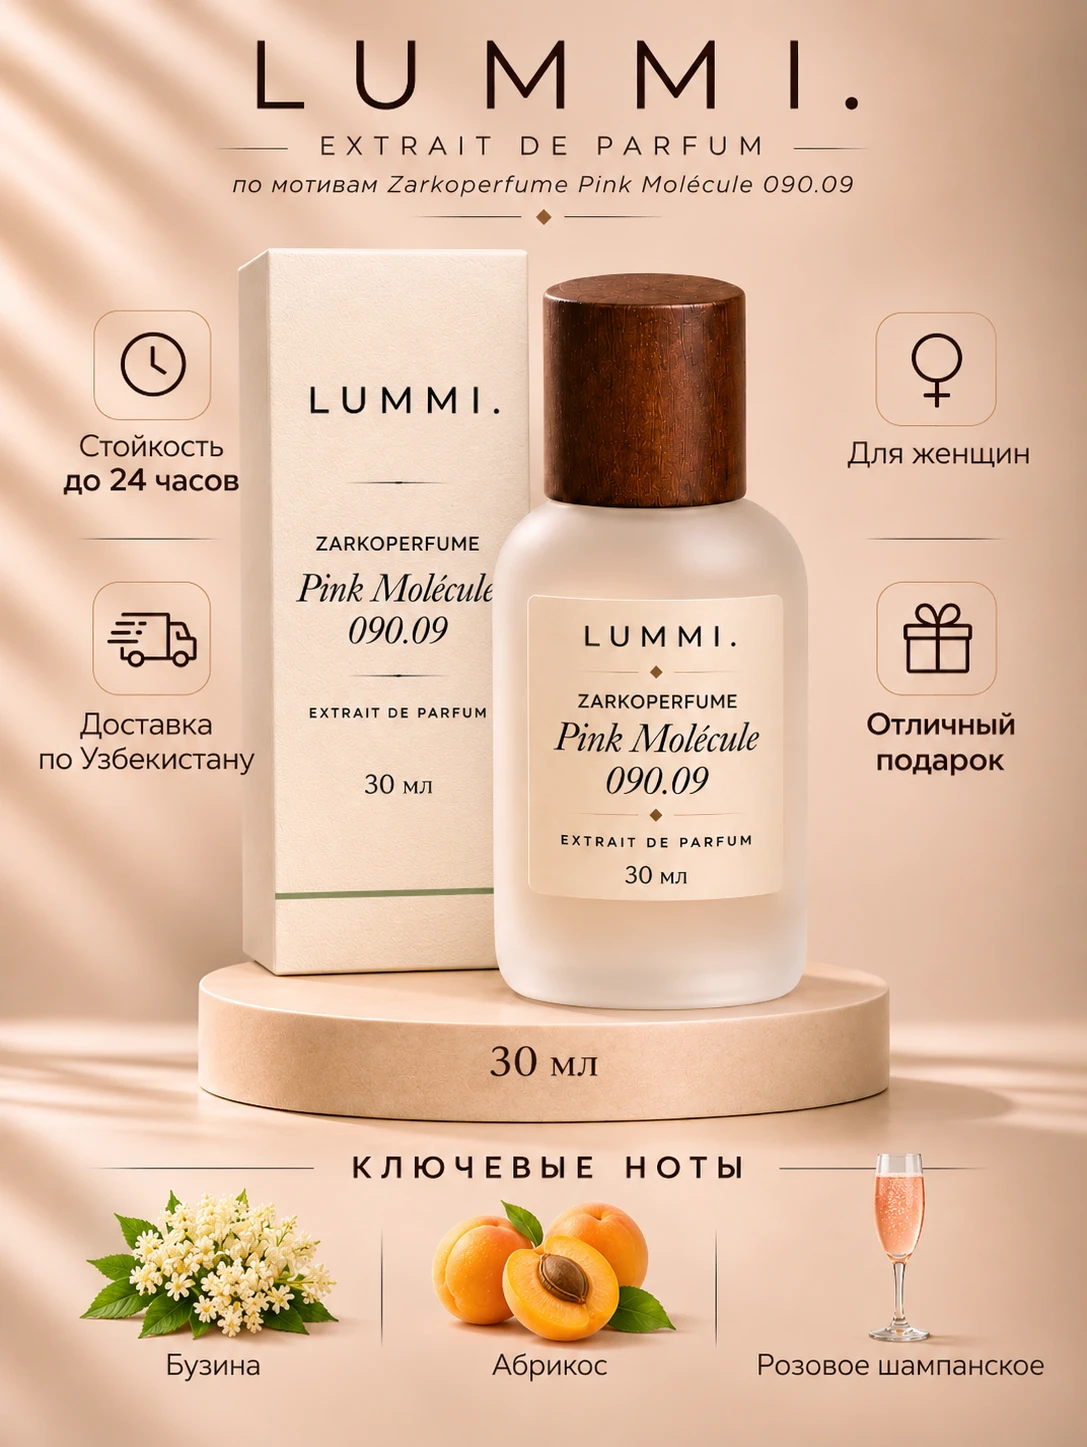 LUMMI.
EXTRAIT DE PARFUM
по мотивам Zarkoperfume Pink Molécule 090.09
Стойкость
до 24 часов
Доставка
по Узбекистану
LUMMI.
ZARKOPERFUME
Pink Molécule
090.09
EXTRAIT DE PARFUM
30 мл
LUMMI.
ZARKOPERFUME
Pink Molécule
090.09
EXTRAIT DE PARFUM
30 мл
Для женщин
Отличный
подарок
30 мл
КЛЮЧЕВЫЕ НОТЫ
Бузина
Абрикос
Розовое шампанское